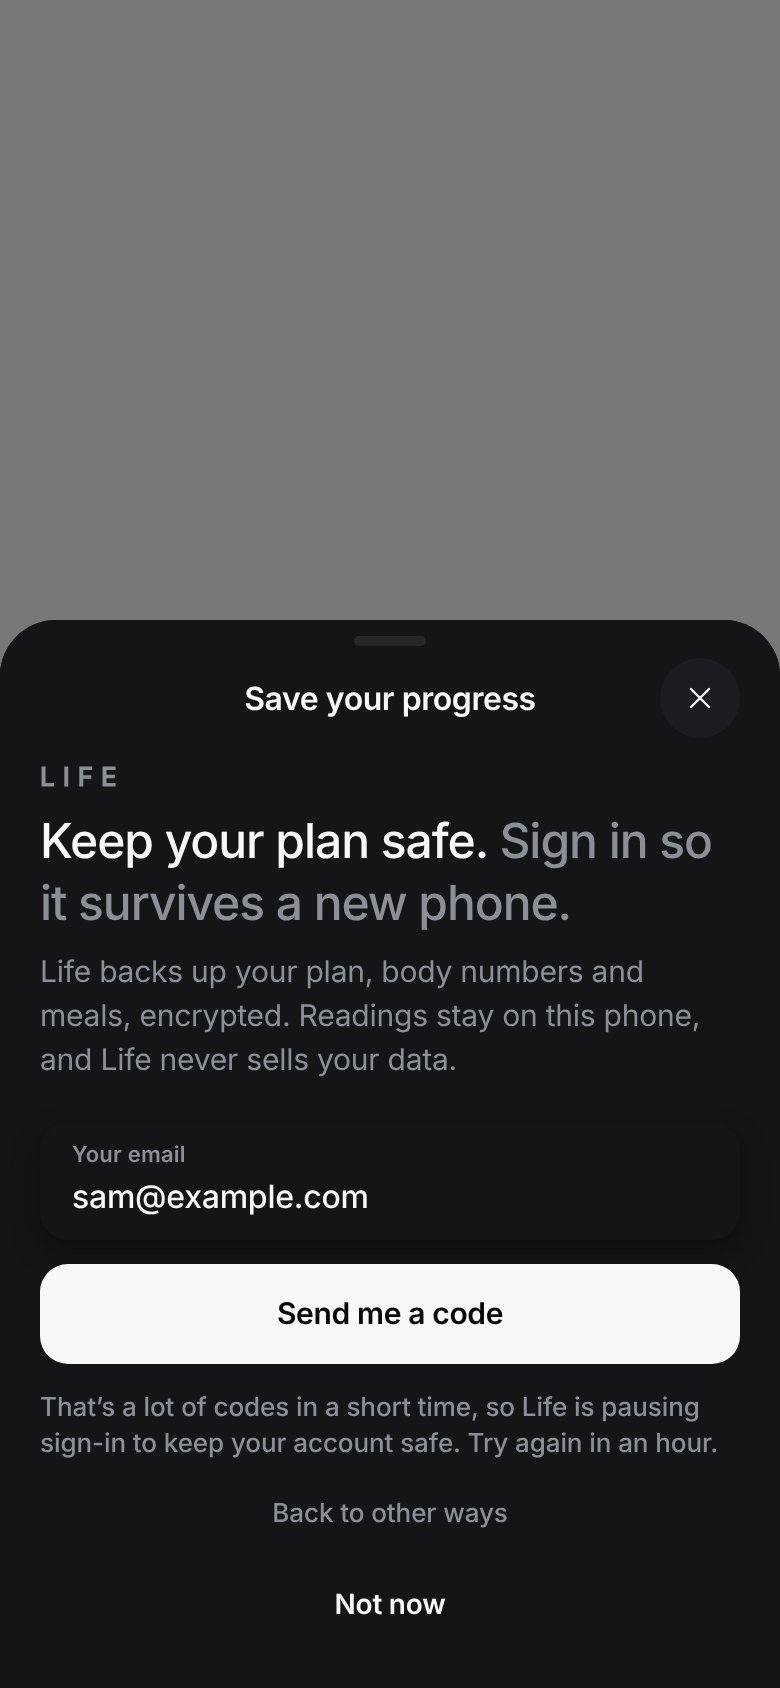 Save your progress
LIFE
Keep your plan safe. Sign in so
it survives a new phone.
Life backs up your plan, body numbers and
meals, encrypted. Readings stay on this phone,
and Life never sells your data.
Your email
sam@example.com
Send me a code
That’s a lot of codes in a short time, so Life is pausing
sign-in to keep your account safe. Try again in an hour.
Back to other ways
Not now